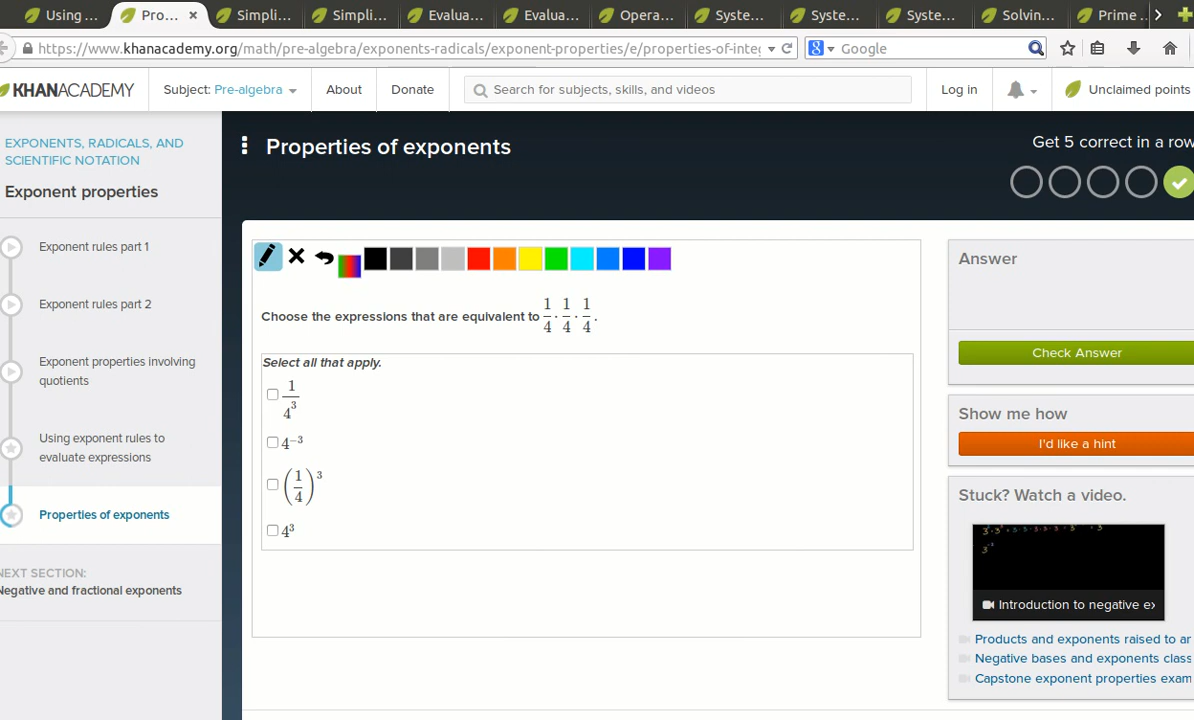 Using ...
Pro... ×
Simpli...
Simpli...
Evalua...
Evalua...
Opera...
Syste...
Syste...
Syste...
Solvin...
Prime ...
https://www.khanacademy.org/math/pre-algebra/exponents-radicals/exponent-properties/e/properties-of-inte
8 Google
KHANACADEMY
Subject: Pre-algebra
About
Donate
Search for subjects, skills, and videos
Log in
Unclaimed points
EXPONENTS, RADICALS, AND
SCIENTIFIC NOTATION
Exponent properties
Exponent rules part 1
Exponent rules part 2
Exponent properties involving
quotients
Using exponent rules to
evaluate expressions
Properties of exponents
NEXT SECTION:
Negative and fractional exponents
Properties of exponents
Get 5 correct in a row
Choose the expressions that are equivalent to 1/4 · 1/4 · 1/4.
Select all that apply.
1/4³
4⁻³
(1/4)³
4³
Answer
Check Answer
Show me how
I'd like a hint
Stuck? Watch a video.
Introduction to negative ex
Products and exponents raised to an
Negative bases and exponents class
Capstone exponent properties exam